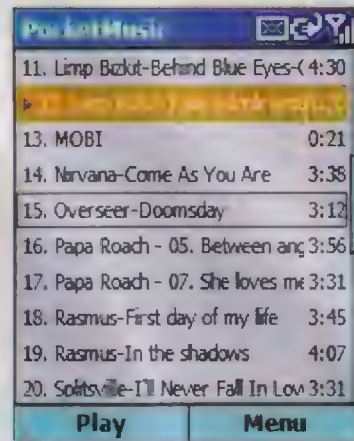 PocketMusic
11. Limp Bizkit-Behind Blue Eyes-( 4:30
13. MOBI 0:21
14. Nirvana-Come As You Are 3:38
15. Overseer-Doomsday 3:12
16. Papa Roach - 05. Between ang 3:56
17. Papa Roach - 07. She loves me 3:31
18. Rasmus-First day of my life 3:45
19. Rasmus-In the shadows 4:07
20. I'll Never Fall In Lov 3:31
Play Menu